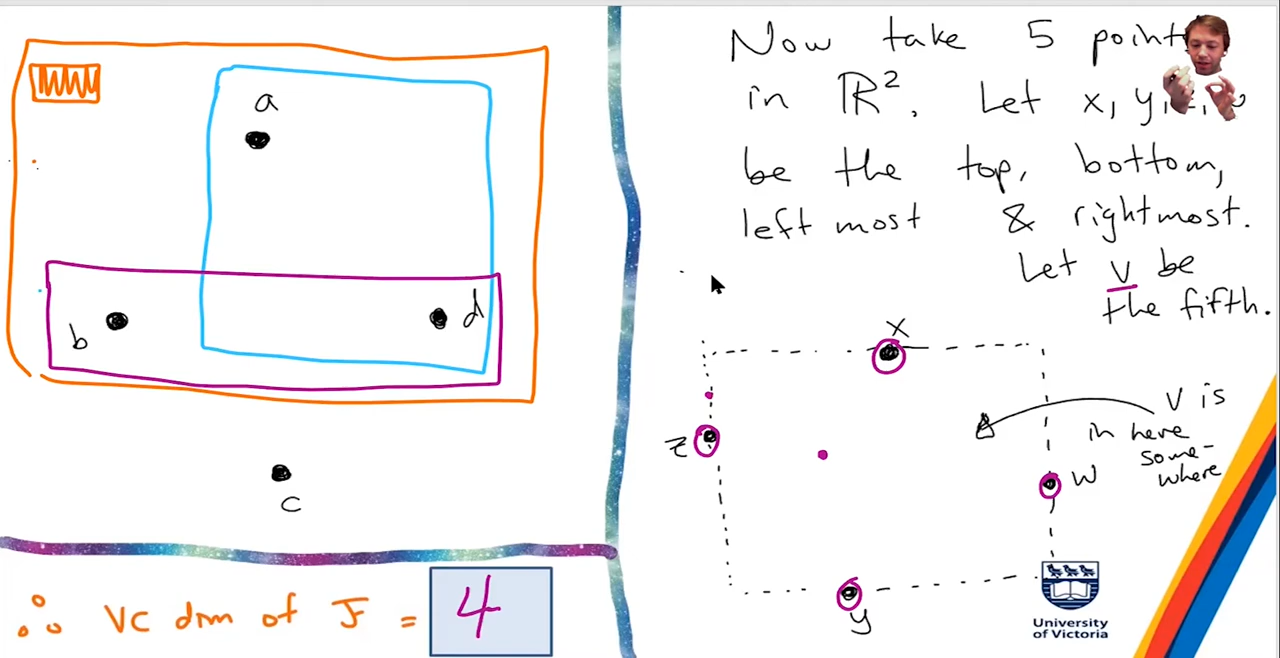 a
b
d
c
∴ VC dim of F = 4
Now take 5 point
in ℝ². Let x, y,
be the top, bottom,
left most & rightmost.
Let v be
the fifth.
x
z
w
y
v is
in here
some-
where
University
of Victoria